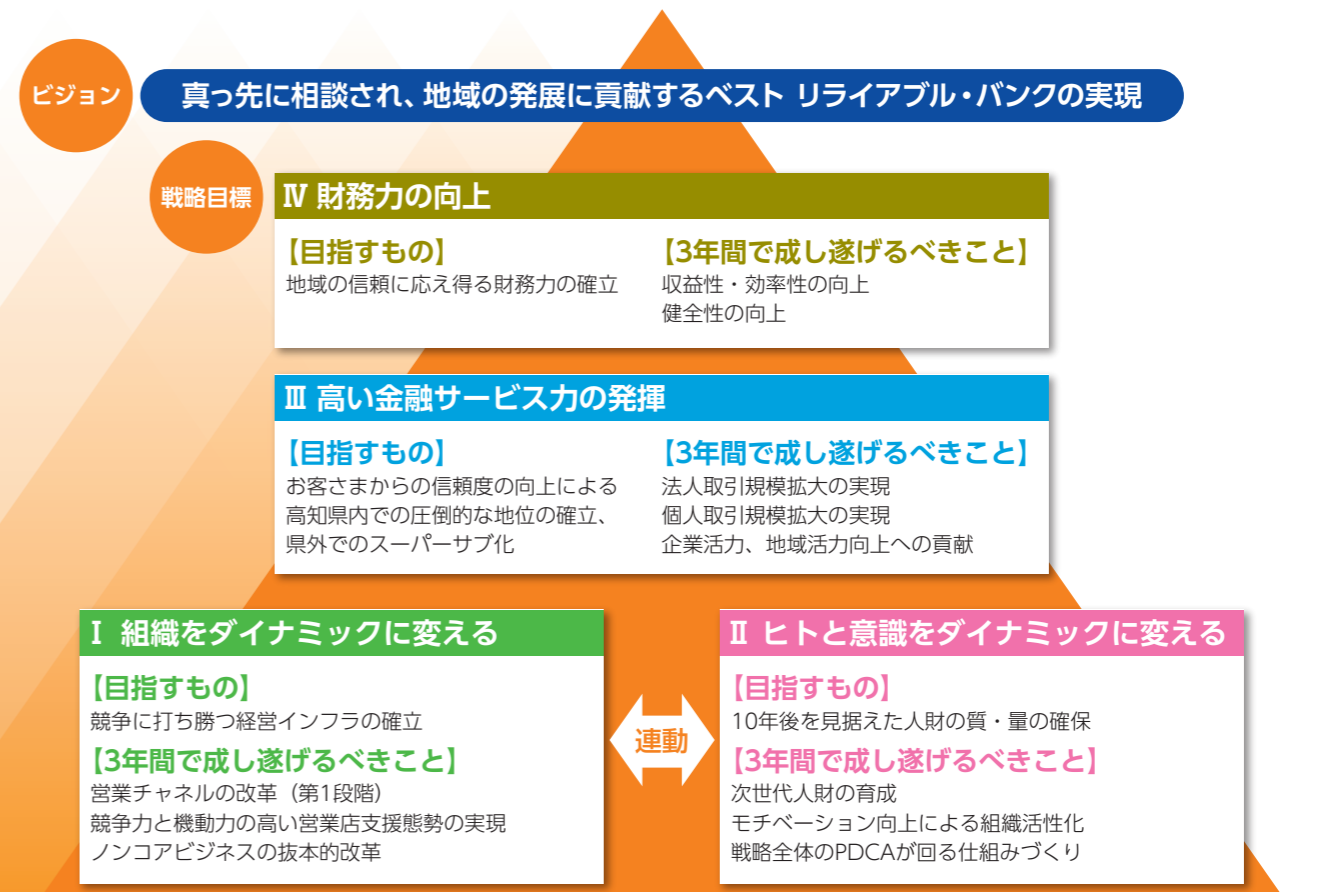 ビジョン
真っ先に相談され、地域の発展に貢献するベスト リライアブル・バンクの実現
戦略目標
Ⅳ 財務力の向上
【目指すもの】
地域の信頼に応え得る財務力の確立
【3年間で成し遂げるべきこと】
収益性・効率性の向上
健全性の向上
Ⅲ 高い金融サービス力の発揮
【目指すもの】
お客さまからの信頼度の向上による
高知県内での圧倒的な地位の確立、
県外でのスーパーサブ化
【3年間で成し遂げるべきこと】
法人取引規模拡大の実現
個人取引規模拡大の実現
企業活力、地域活力向上への貢献
Ⅰ 組織をダイナミックに変える
【目指すもの】
競争に打ち勝つ経営インフラの確立
【3年間で成し遂げるべきこと】
営業チャネルの改革（第1段階）
競争力と機動力の高い営業店支援態勢の実現
ノンコアビジネスの抜本的改革
連動
Ⅱ ヒトと意識をダイナミックに変える
【目指すもの】
10年後を見据えた人財の質・量の確保
【3年間で成し遂げるべきこと】
次世代人財の育成
モチベーション向上による組織活性化
戦略全体のPDCAが回る仕組みづくり